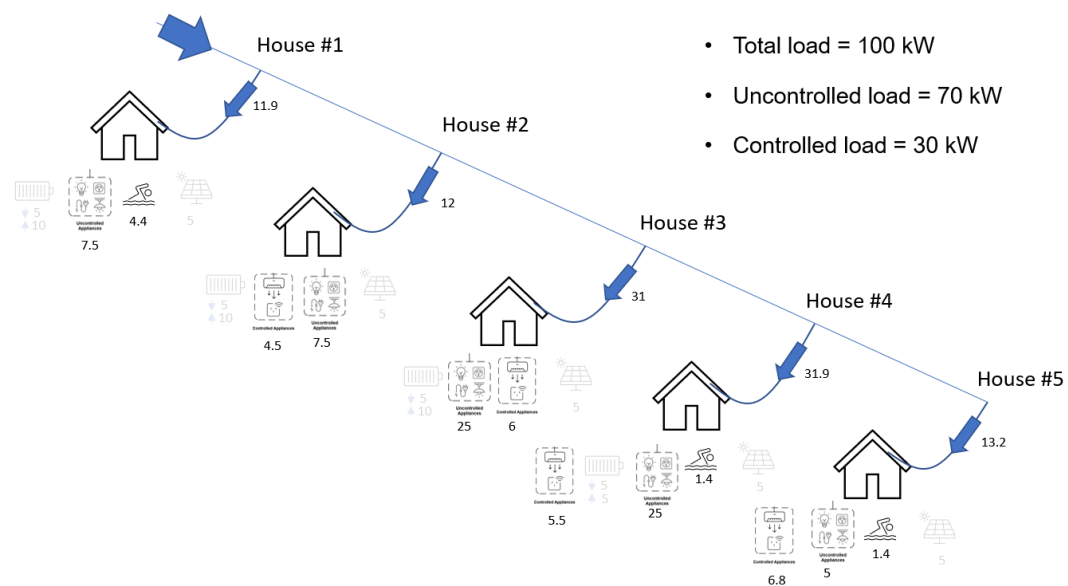 House #1
• Total load = 100 kW
• Uncontrolled load = 70 kW
• Controlled load = 30 kW
11.9
5
10
Uncontrolled Appliances
7.5
4.4
5
House #2
12
5
10
Controlled Appliances
4.5
Uncontrolled Appliances
7.5
5
House #3
31
5
10
Uncontrolled Appliances
25
Controlled Appliances
6
5
House #4
31.9
Controlled Appliances
5.5
5
5
Uncontrolled Appliances
25
1.4
5
House #5
13.2
Controlled Appliances
6.8
Uncontrolled Appliances
5
1.4
5